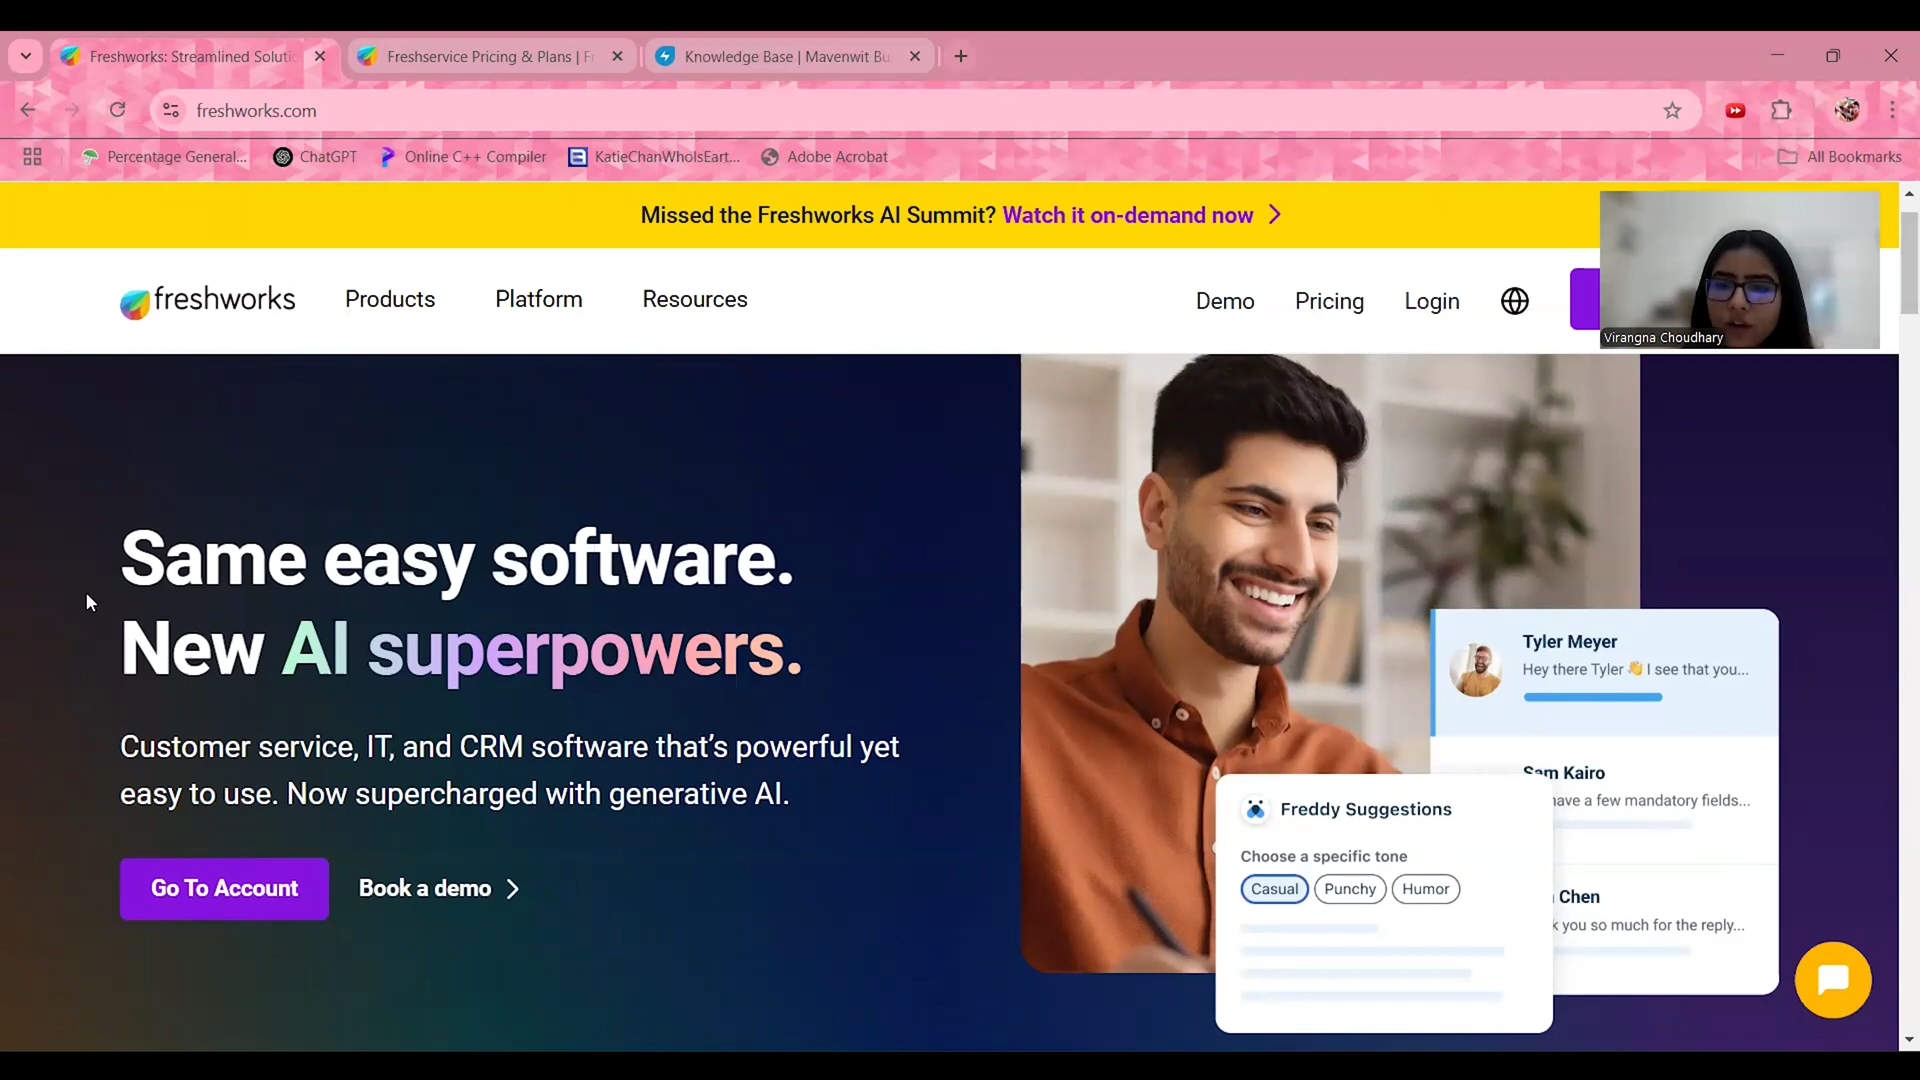 Freshworks: Streamlined Soluti
Freshservice Pricing & Plans | Fr
Knowledge Base | Mavenwit Bu
freshworks.com
Percentage General...
ChatGPT
Online C++ Compiler
KatieChanWhoIsEart...
Adobe Acrobat
All Bookmarks
Missed the Freshworks AI Summit? Watch it on-demand now
freshworks
Products
Platform
Resources
Demo
Pricing
Login
Virangna Choudhary
Same easy software.
New AI superpowers.
Customer service, IT, and CRM software that's powerful yet
easy to use. Now supercharged with generative AI.
Go To Account
Book a demo
Tyler Meyer
Hey there Tyler 👋 I see that you...
Sam Kairo
have a few mandatory fields...
Chen
k you so much for the reply...
Freddy Suggestions
Choose a specific tone
Casual
Punchy
Humor